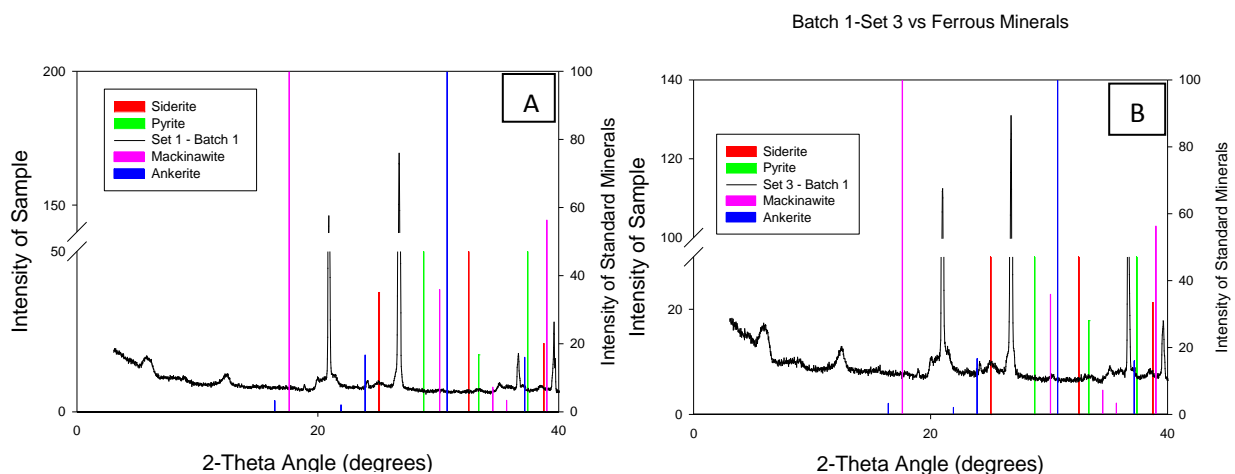 Batch 1-Set 3 vs Ferrous Minerals
A
Siderite
Pyrite
Set 1 - Batch 1
Mackinawite
Ankerite
200
150
50
0
100
80
60
40
20
0
0
20
40
Intensity of Sample
Intensity of Standard Minerals
2-Theta Angle (degrees)
B
Siderite
Pyrite
Set 3 - Batch 1
Mackinawite
Ankerite
140
120
100
20
0
100
80
60
40
20
0
0
20
40
Intensity of Sample
Intensity of Standard Minerals
2-Theta Angle (degrees)